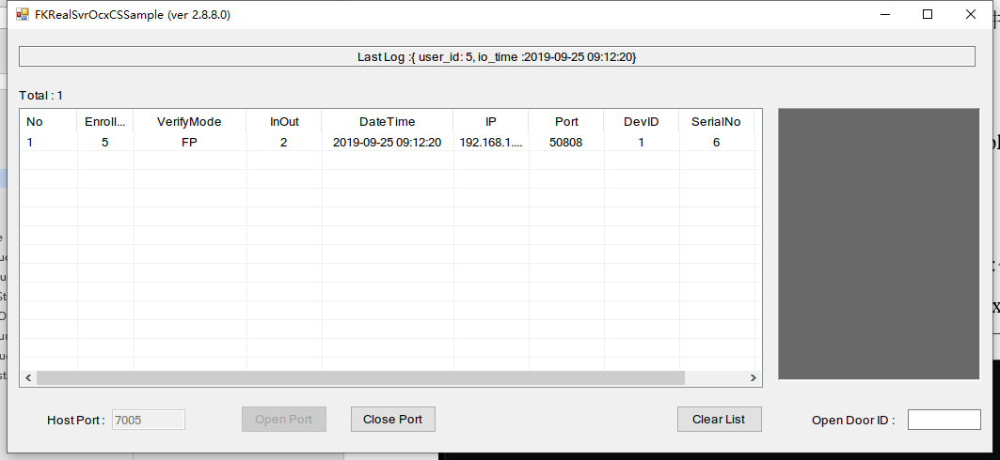 FKRealSvrOcxCSSample (ver 2.8.8.0)
Last Log :{ user_id: 5, io_time :2019-09-25 09:12:20}
Total : 1
No Enroll... VerifyMode InOut DateTime IP Port DevID SerialNo
1 5 FP 2 2019-09-25 09:12:20 192.168.1.... 50808 1 6
Host Port : 7005 Open Port Close Port Clear List Open Door ID :